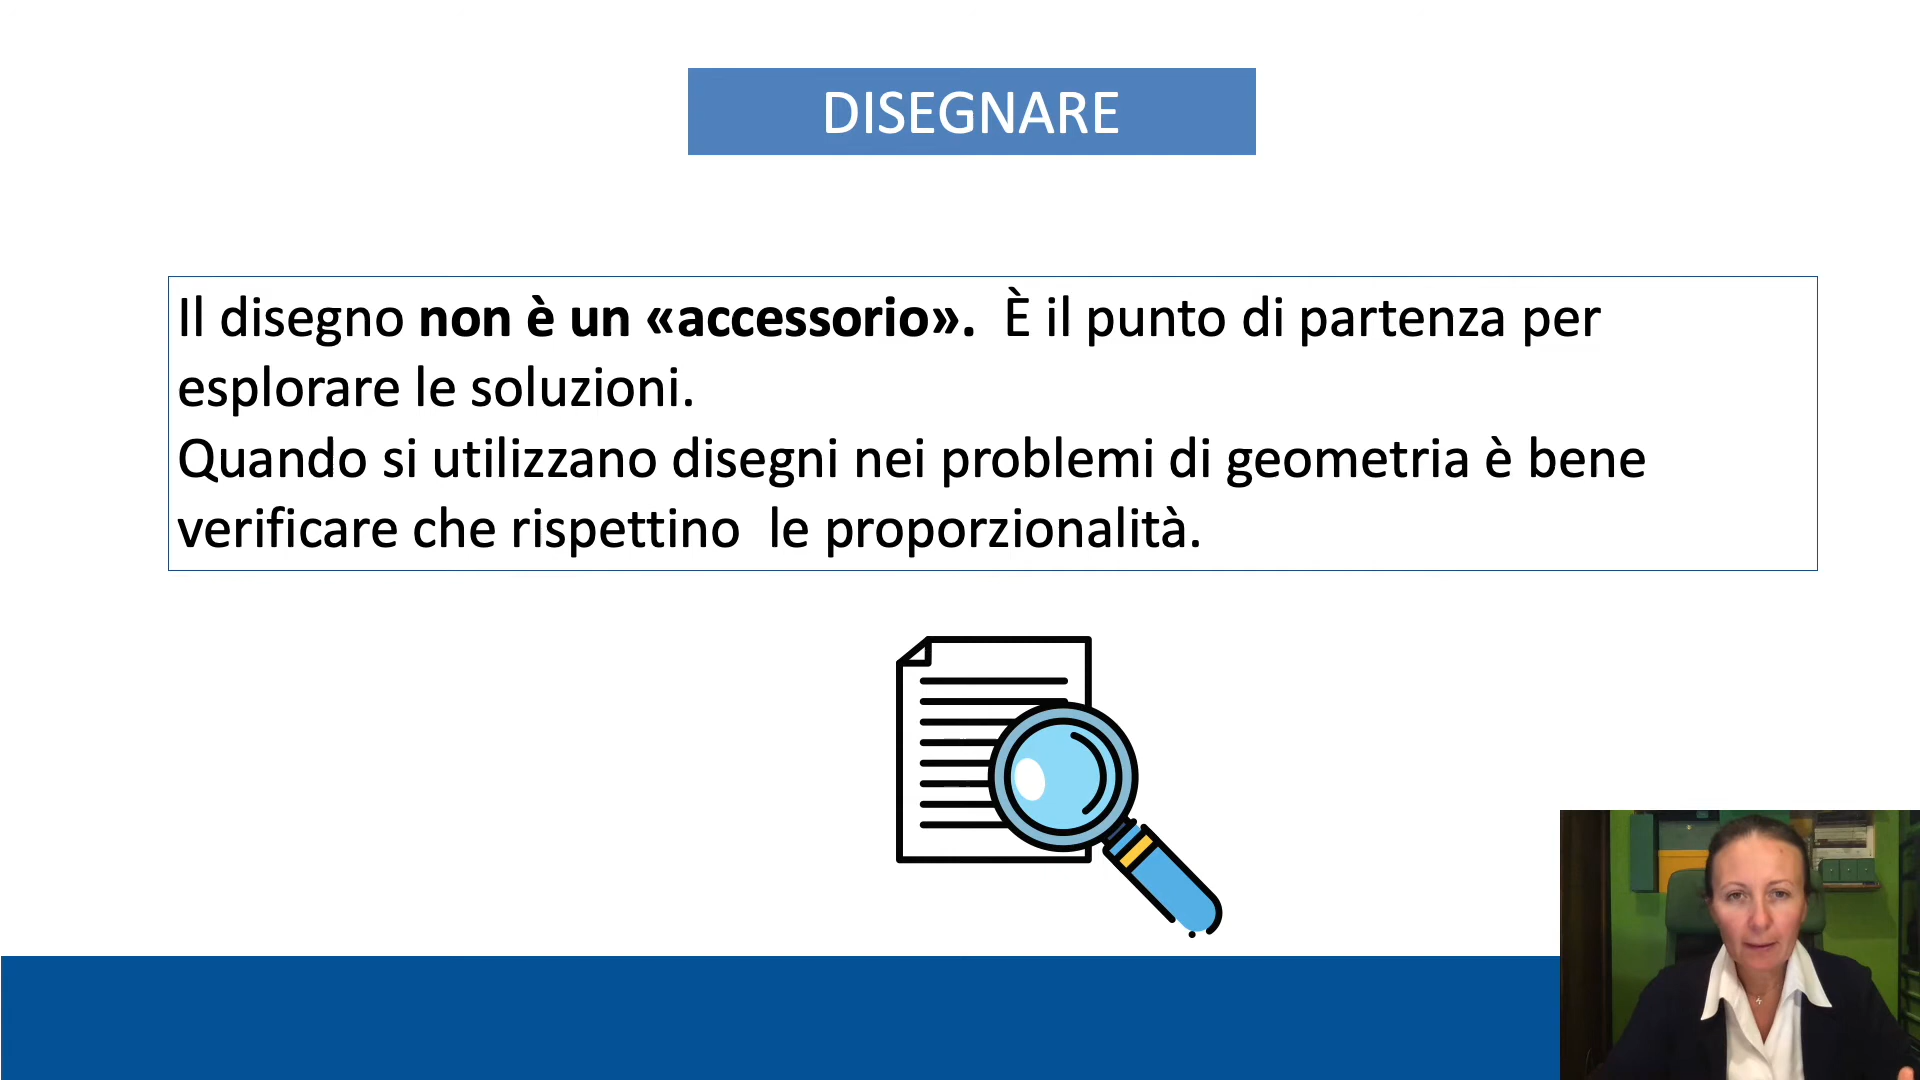 DISEGNARE
Il disegno non è un «accessorio».  È il punto di partenza per
esplorare le soluzioni.
Quando si utilizzano disegni nei problemi di geometria è bene
verificare che rispettino  le proporzionalità.